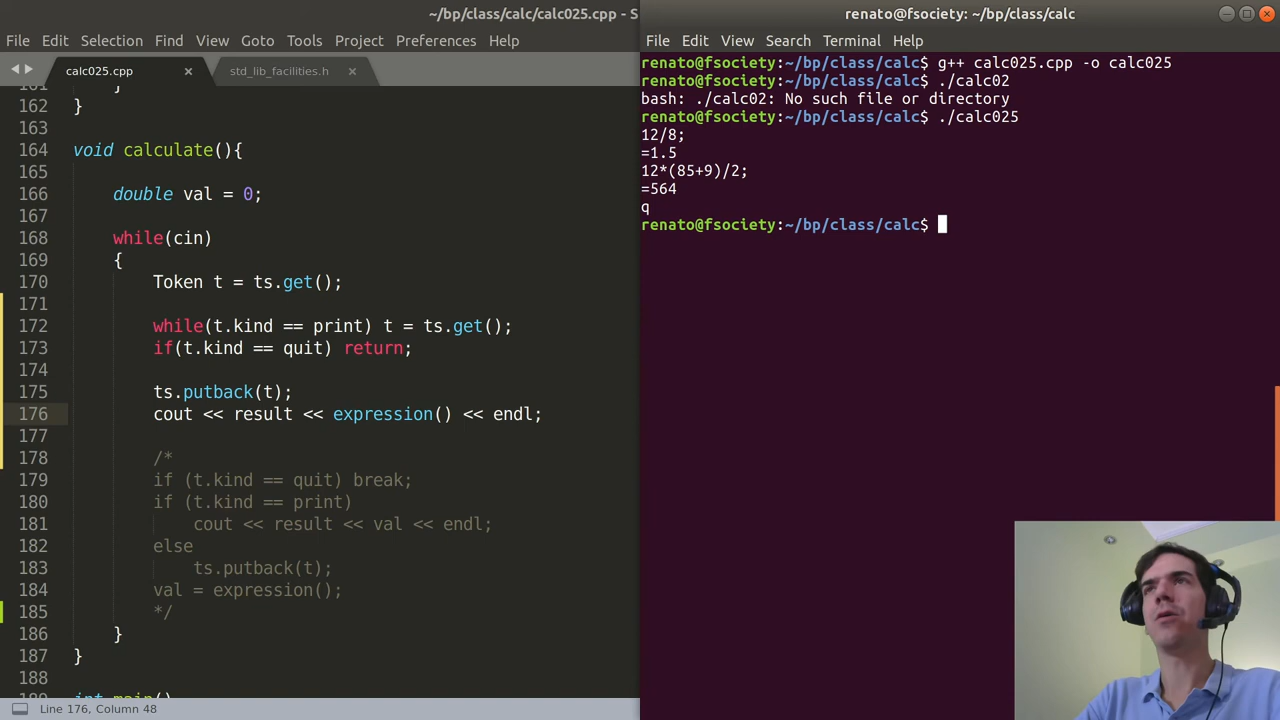 ~/bp/class/calc/calc025.cpp - S
File Edit Selection Find View Goto Tools Project Preferences Help
calc025.cpp × std_lib_facilities.h ×
161 }
162 }
163
164 void calculate(){
165
166 double val = 0;
167
168 while(cin)
169 {
170 Token t = ts.get();
171
172 while(t.kind == print) t = ts.get();
173 if(t.kind == quit) return;
174
175 ts.putback(t);
176 cout << result << expression() << endl;
177
178 /*
179 if (t.kind == quit) break;
180 if (t.kind == print)
181 cout << result << val << endl;
182 else
183 ts.putback(t);
184 val = expression();
185 */
186 }
187 }
188
189 int main()
Line 176, Column 48
renato@fsociety: ~/bp/class/calc
File Edit View Search Terminal Help
renato@fsociety:~/bp/class/calc$ g++ calc025.cpp -o calc025
renato@fsociety:~/bp/class/calc$ ./calc02
bash: ./calc02: No such file or directory
renato@fsociety:~/bp/class/calc$ ./calc025
12/8;
=1.5
12*(85+9)/2;
=564
q
renato@fsociety:~/bp/class/calc$